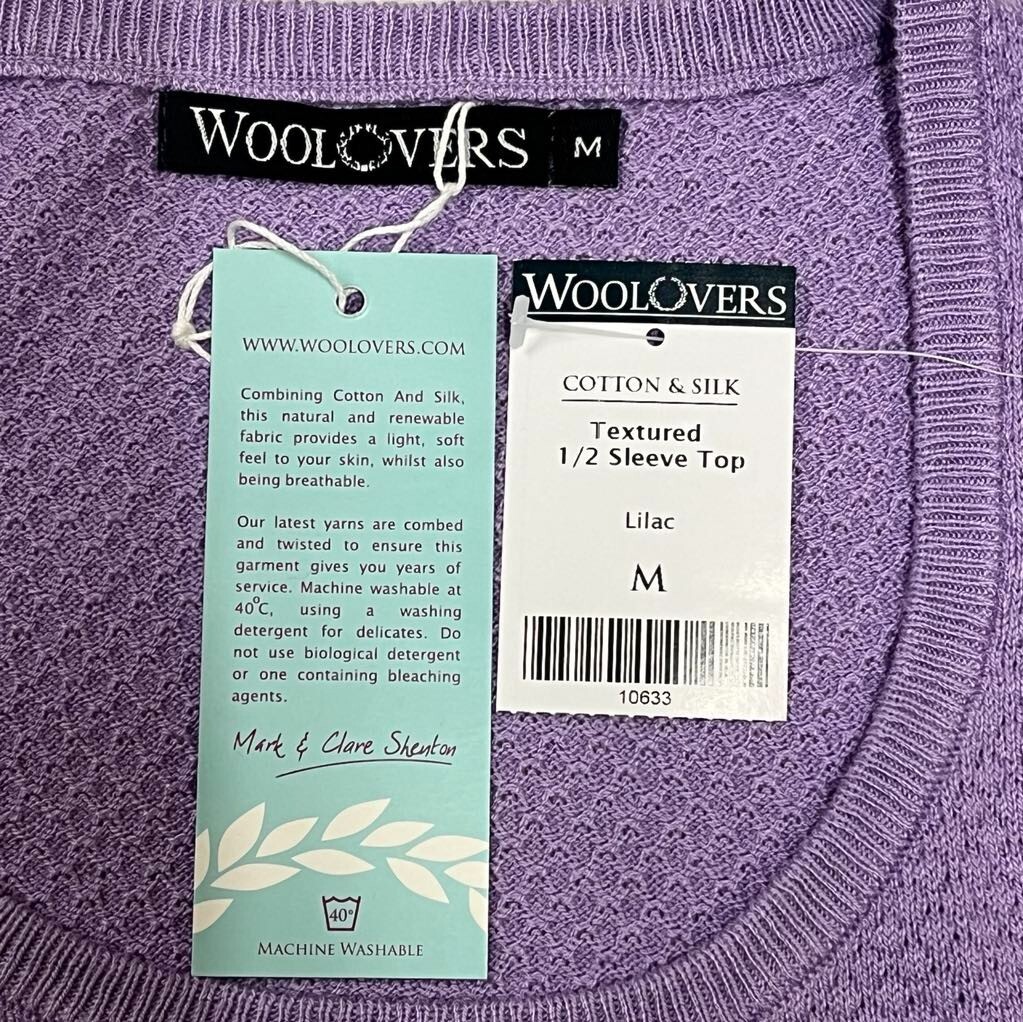 WOOLOVERS M
WWW.WOOLOVERS.COM
Combining Cotton And Silk,
this natural and renewable
fabric provides a light, soft
feel to your skin, whilst also
being breathable.
Our latest yarns are combed
and twisted to ensure this
garment gives you years of
service. Machine washable at
40°C, using a washing
detergent for delicates. Do
not use biological detergent
or one containing bleaching
agents.
Mark & Clare Shenton
40°
MACHINE WASHABLE
WOOLOVERS
COTTON & SILK
Textured
1/2 Sleeve Top
Lilac
M
10633